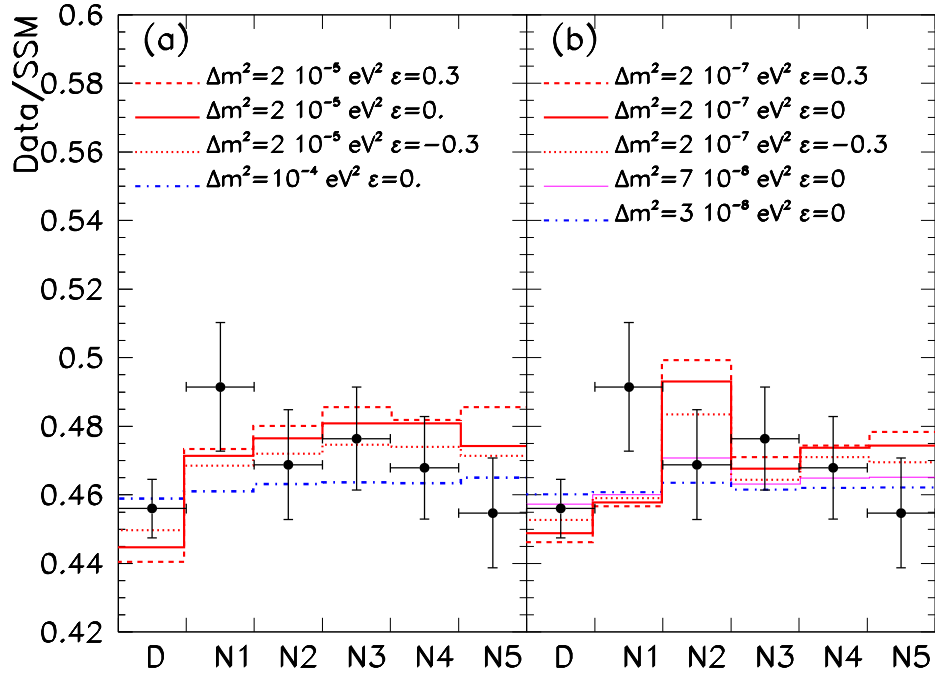 Data/SSM
0.6
0.58
0.56
0.54
0.52
0.5
0.48
0.46
0.44
0.42
(a)
Δm²=2 10⁻⁵ eV² ε=0.3
Δm²=2 10⁻⁵ eV² ε=0.
Δm²=2 10⁻⁵ eV² ε=−0.3
Δm²=10⁻⁴ eV² ε=0.
D N1 N2 N3 N4 N5
(b)
Δm²=2 10⁻⁷ eV² ε=0.3
Δm²=2 10⁻⁷ eV² ε=0
Δm²=2 10⁻⁷ eV² ε=−0.3
Δm²=7 10⁻⁸ eV² ε=0
Δm²=3 10⁻⁸ eV² ε=0
D N1 N2 N3 N4 N5